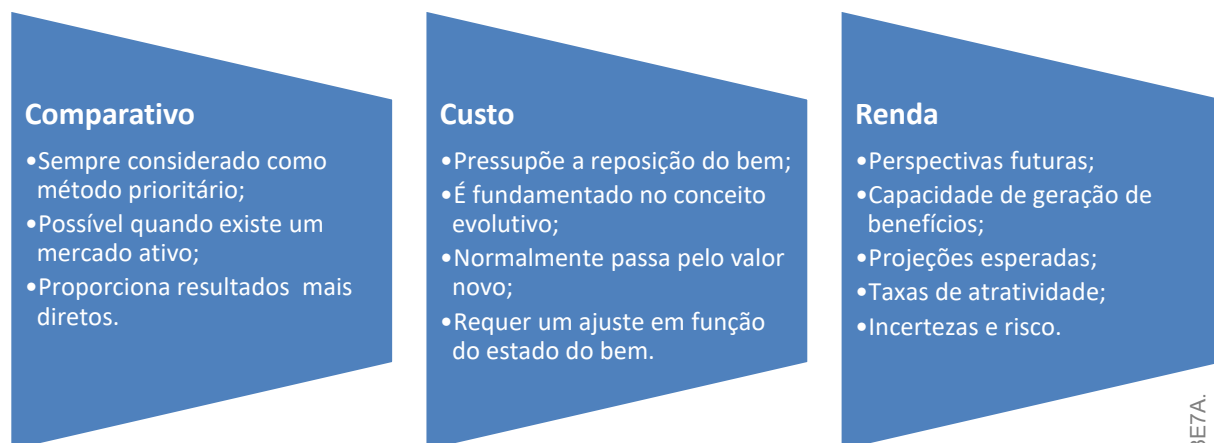 Comparativo
•Sempre considerado como
método prioritário;
•Possível quando existe um
mercado ativo;
•Proporciona resultados  mais
diretos.
Custo
•Pressupõe a reposição do bem;
•É fundamentado no conceito
evolutivo;
•Normalmente passa pelo valor
novo;
•Requer um ajuste em função
do estado do bem.
Renda
•Perspectivas futuras;
•Capacidade de geração de
benefícios;
•Projeções esperadas;
•Taxas de atratividade;
•Incertezas e risco.